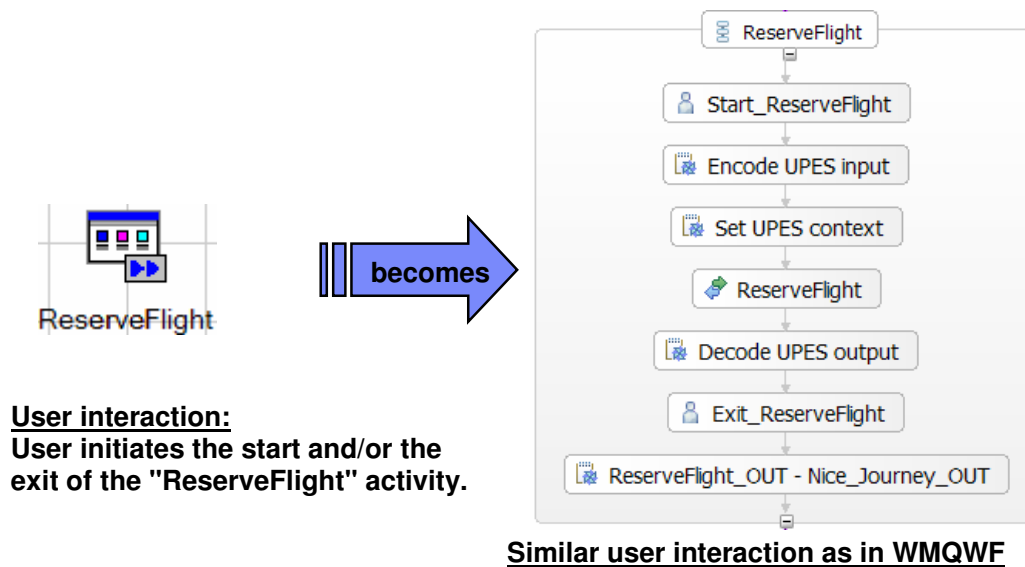 ReserveFlight
User interaction:
User initiates the start and/or the
exit of the "ReserveFlight" activity.
becomes
ReserveFlight
Start_ReserveFlight
Encode UPES input
Set UPES context
ReserveFlight
Decode UPES output
Exit_ReserveFlight
ReserveFlight_OUT - Nice_Journey_OUT
Similar user interaction as in WMQWF